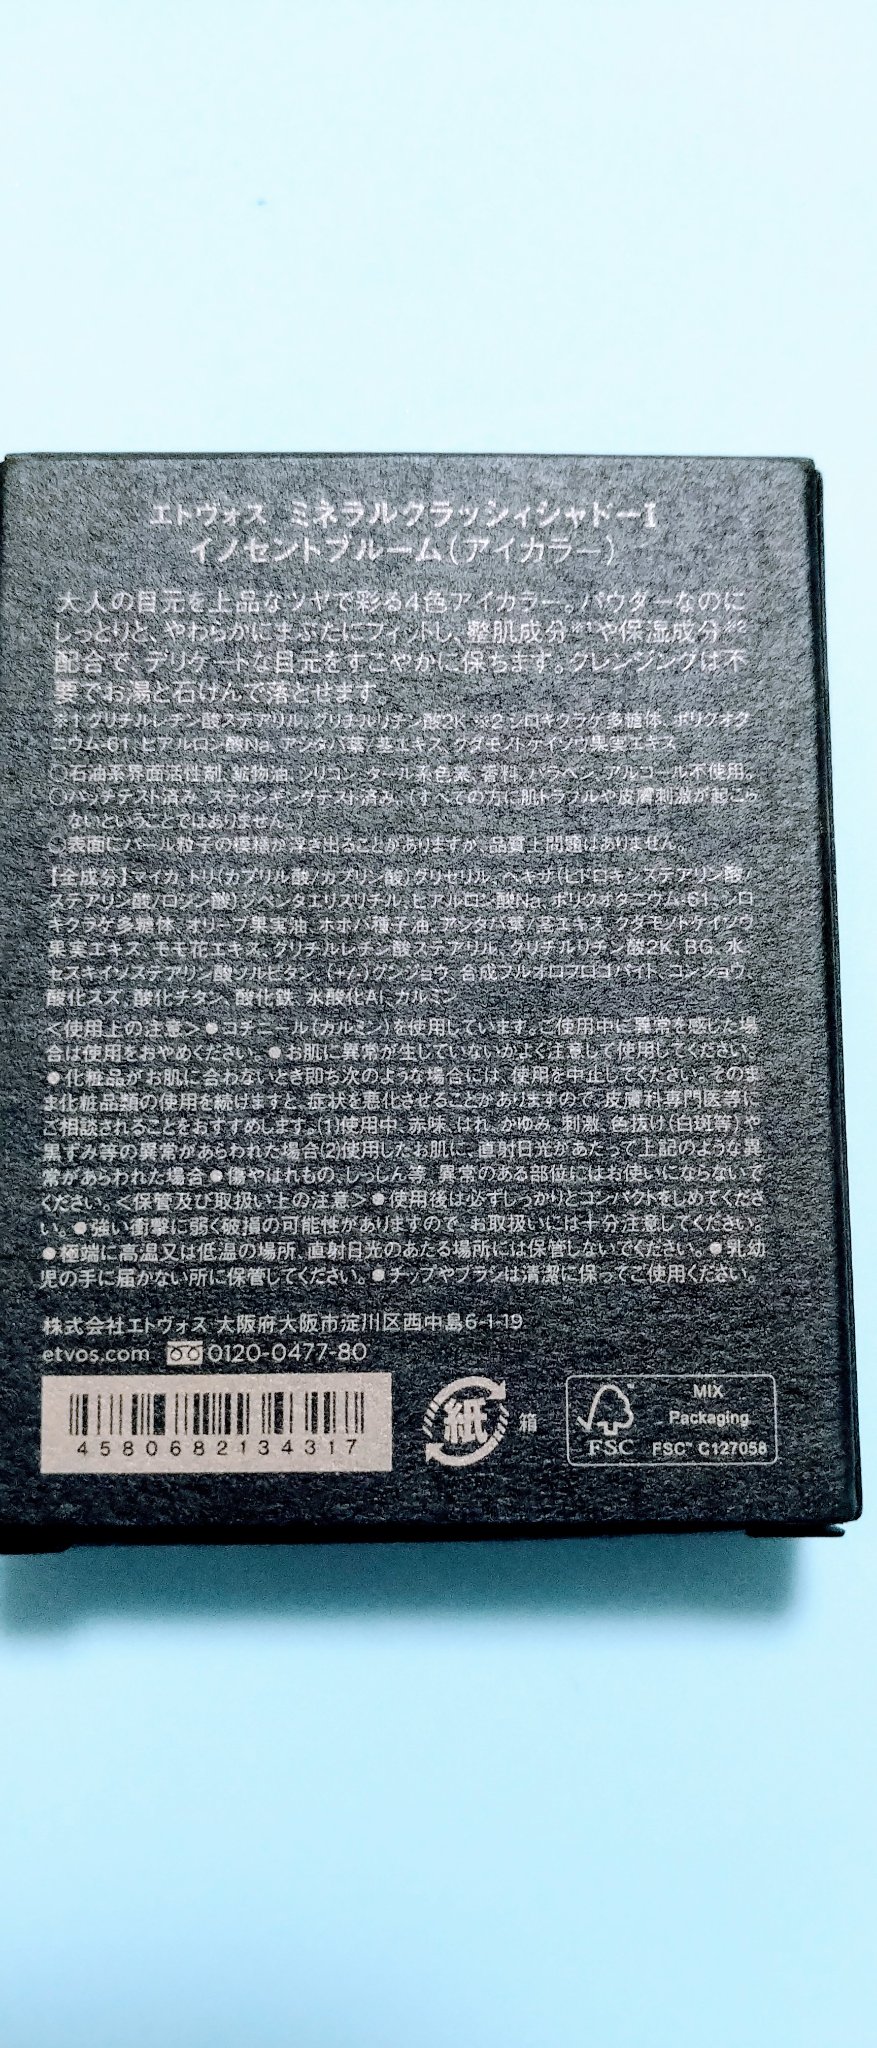 エトヴォス ミネラルクラッシィシャドーI
イノセントブルーム(アイカラー)
大人の目元を上品なツヤで彩る4色アイカラー。パウダーなのに
しっとりと、やわらかにまぶたにフィットし、整肌成分※1や保湿成分※2
配合で、デリケートな目元をすこやかに保ちます。クレンジングは不
要でお湯と石けんで落とせます。
※1 グリチルレチン酸ステアリル、グリチルリチン酸2K ※2 シロキクラゲ多糖体、ポリクオタ
ニウム-61、ヒアルロン酸Na、アシタバ葉/茎エキス、クダモノトケイソウ果実エキス
○石油系界面活性剤、鉱物油、シリコン、タール系色素、香料、パラベン、アルコール不使用。
○パッチテスト済み、スティンギングテスト済み。(すべての方に肌トラブルや皮膚刺激が起こら
ないということではありません。)
○表面にパール粒子の模様が浮き出ることがありますが、品質上問題はありません。
【全成分】マイカ、トリ(カプリル酸/カプリン酸)グリセリル、ヘキサ(ヒドロキシステアリン酸/
ステアリン酸/ロジン酸)ジペンタエリスリチル、ヒアルロン酸Na、ポリクオタニウム-61、シロ
キクラゲ多糖体、オリーブ果実油、ホホバ種子油、アシタバ葉/茎エキス、クダモノトケイソウ
果実エキス、モモ花エキス、グリチルレチン酸ステアリル、グリチルリチン酸2K、BG、水、
セスキイソステアリン酸ソルビタン、(+/-)グンジョウ、合成フルオロフロゴパイト、コンジョウ、
酸化スズ、酸化チタン、酸化鉄、水酸化Al、カルミン
＜使用上の注意＞●コチニール(カルミン)を使用しています。ご使用中に異常を感じた場
合は使用をおやめください。●お肌に異常が生じていないかよく注意して使用してください。
●化粧品がお肌に合わないとき即ち次のような場合には、使用を中止してください。そのま
ま化粧品類の使用を続けますと、症状を悪化させることがありますので、皮膚科専門医等に
ご相談されることをおすすめします。(1)使用中、赤味、はれ、かゆみ、刺激、色抜け(白斑等)や
黒ずみ等の異常があらわれた場合(2)使用したお肌に、直射日光があたって上記のような異
常があらわれた場合●傷やはれもの、しっしん等、異常のある部位にはお使いにならないで
ください。＜保管及び取扱い上の注意＞●使用後は必ずしっかりとコンパクトをしめてくださ
い。●強い衝撃に弱く破損の可能性がありますので、お取扱いには十分注意してください。
●極端に高温又は低温の場所、直射日光のあたる場所には保管しないでください。●乳幼
児の手に届かない所に保管してください。●チップやブラシは清潔に保ってご使用ください。
株式会社エトヴォス 大阪府大阪市淀川区西中島6-1-19
etvos.com 0120-0477-80
4580682134317
紙 箱
FSC
MIX
Packaging
FSC™ C127058